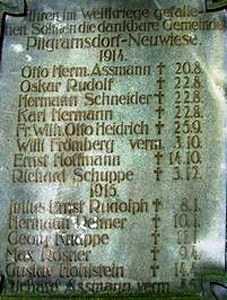 Ihren im Weltkriege gefalle
nen Söhnen die dankbare Gemeinde
Pilgramsdorf-Neuwiese.
1914.
Otto Herm. Assmann † 20.8.
Oskar Rudolf † 22.8.
Hermann Schneider † 22.8.
Karl Hermann † 22.8.
Fr. Wilh. Otto Heidrich † 25.9.
Willi Fromberg verm. 3.10.
Ernst Hoffmann † 14.10.
Richard Schuppe † 3.12.
1915.
Julius Ernst Rudolph † 8.1.
Hermann Renner † 10.1.
Georg Knappe †
Max Rösner † 9.4.
Gustav Hohlstein † 14.4.
Richard Assmann verm.